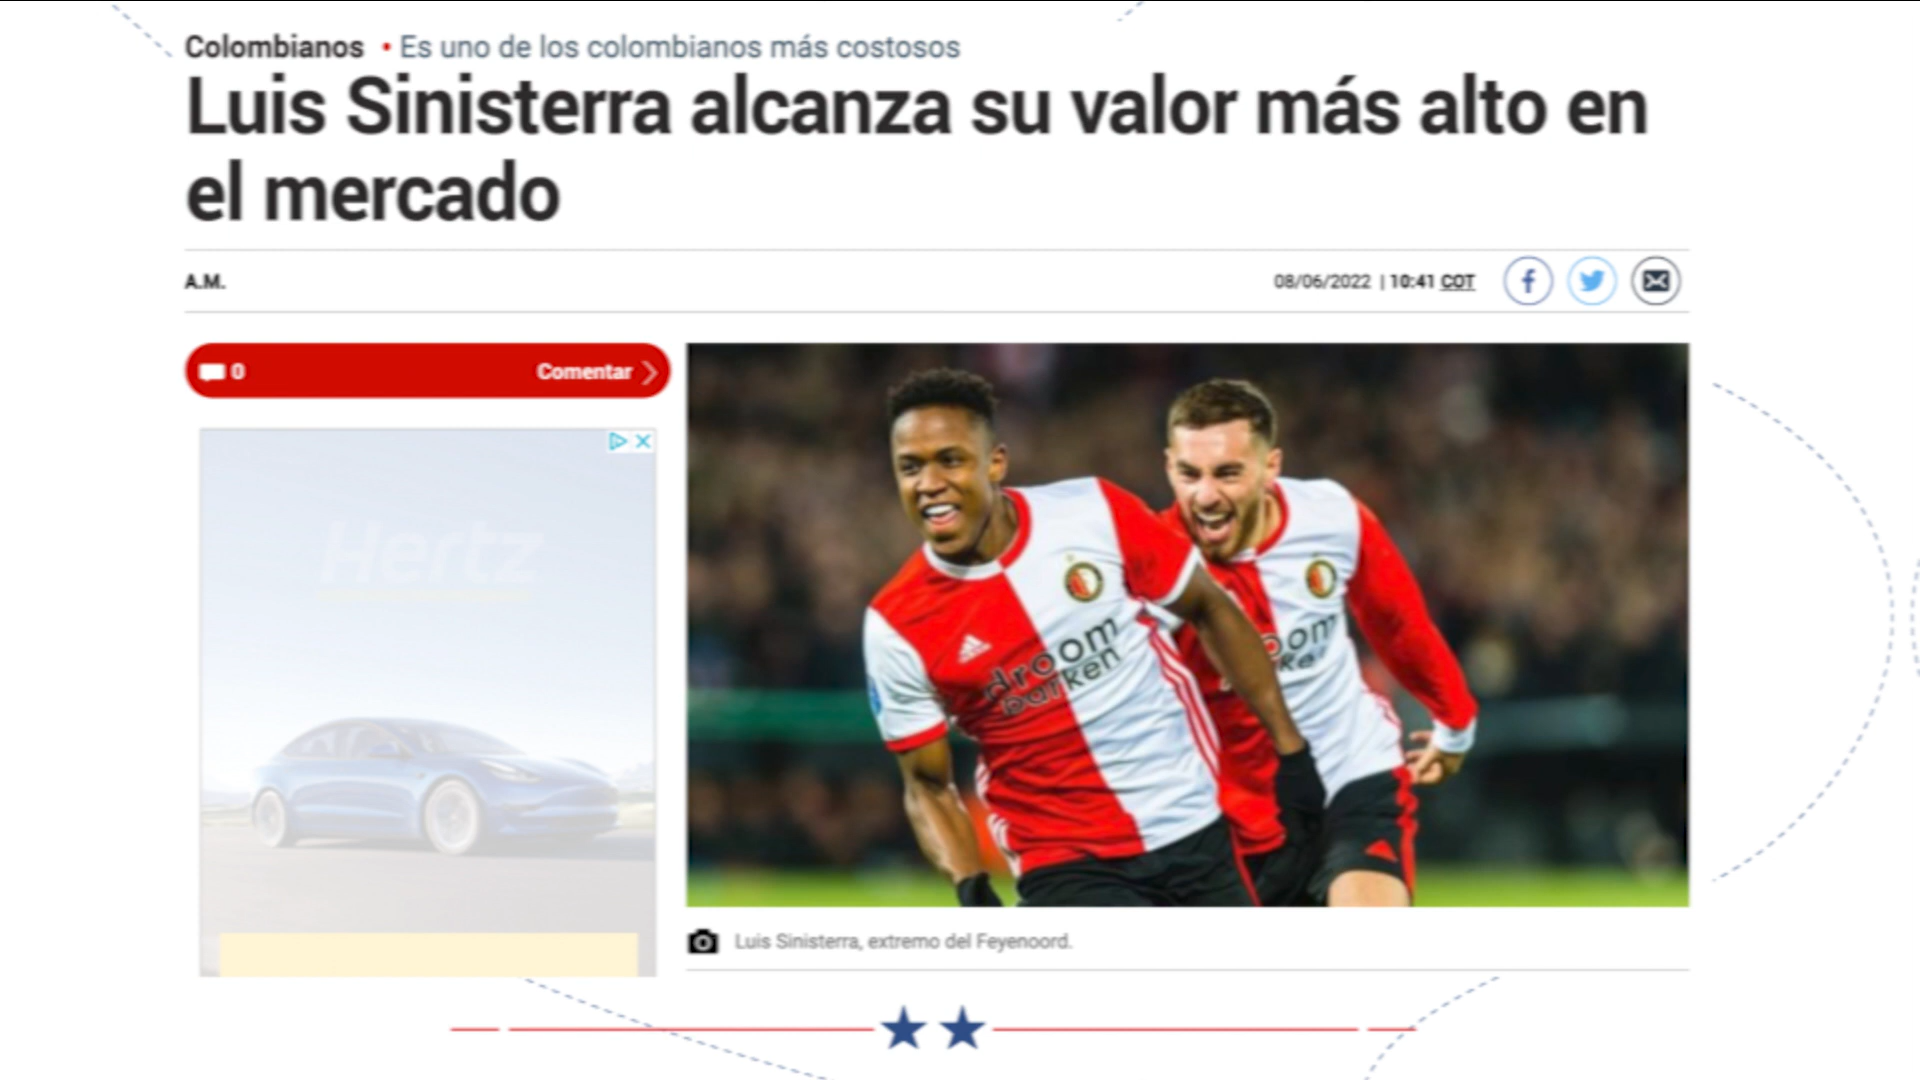 Colombianos • Es uno de los colombianos más costosos
Luis Sinisterra alcanza su valor más alto en
el mercado
A.M.
08/06/2022 | 10:41 COT
0
Comentar
Hertz
droom
parken
Luis Sinisterra, extremo del Feyenoord.